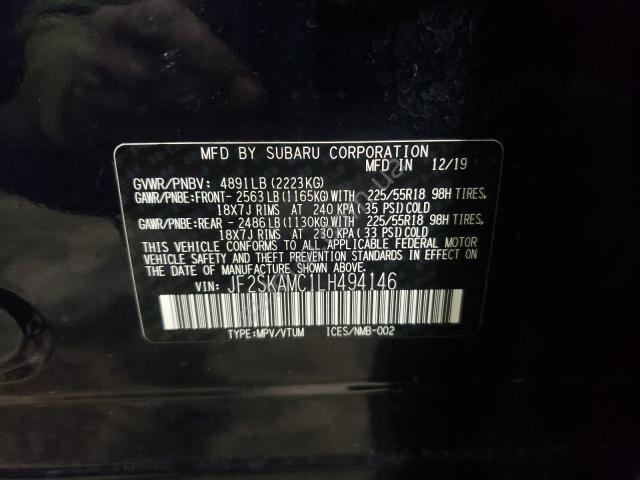 MFD BY SUBARU CORPORATION
MFD IN 12/19
GVWR/PNBV: 4891LB (2223KG)
GAWR/PNBE:FRONT- 2563LB (1165KG) WITH 225/55R18 98H TIRES,
18X7J RIMS AT 240 KPA (35 PSI) COLD
GAWR/PNBE:REAR - 2486LB (1130KG) WITH 225/55R18 98H TIRES,
18X7J RIMS AT 230 KPA (33 PSI) COLD
THIS VEHICLE CONFORMS TO ALL APPLICABLE FEDERAL MOTOR
VEHICLE SAFETY AND THEFT PREVENTION STANDARDS IN EFFECT
ON THE DATE OF MANUFACTURE SHOWN ABOVE.
VIN: JF2SKAMC1LH494146
TYPE:MPV/VTUM ICES/NMB-002